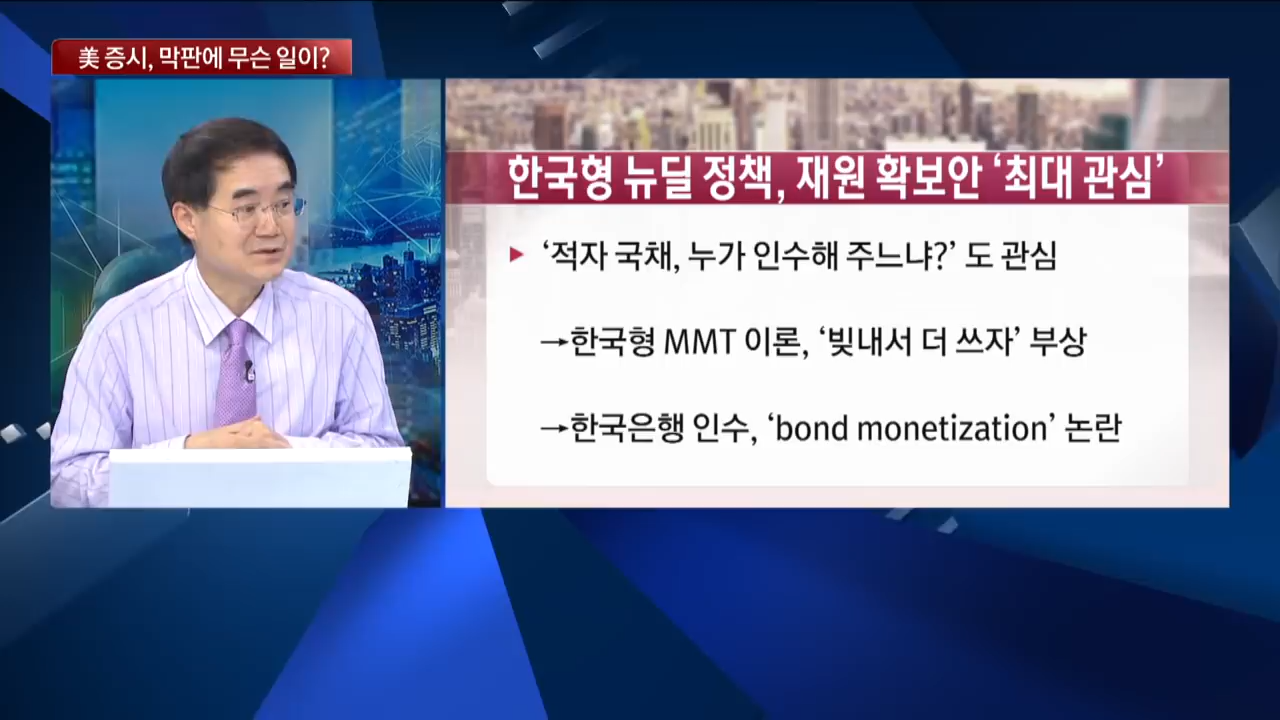 美 증시, 막판에 무슨 일이?
한국형 뉴딜 정책, 재원 확보안 ‘최대 관심’
▶ ‘적자 국채, 누가 인수해 주느냐?’ 도 관심
→한국형 MMT 이론, ‘빚내서 더 쓰자’ 부상
→한국은행 인수, ‘bond monetization’ 논란